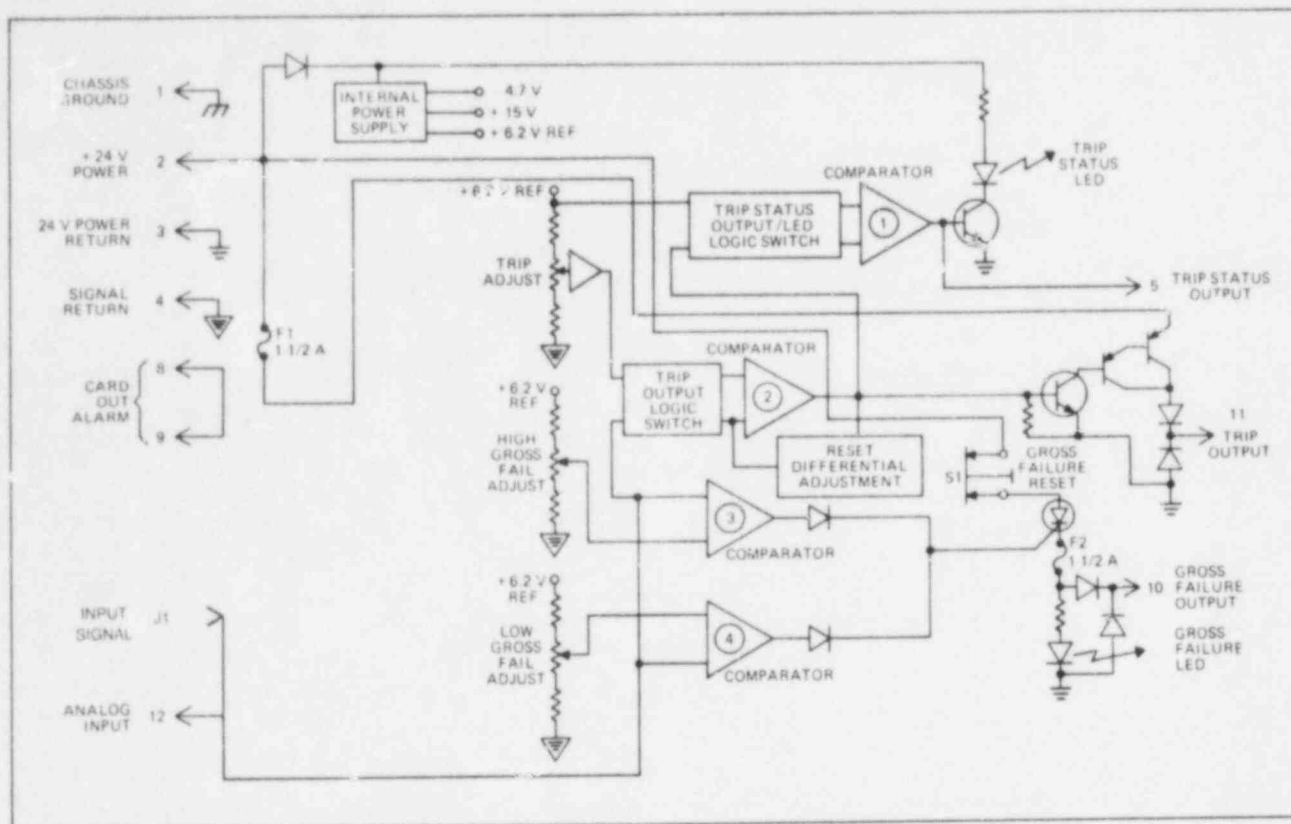 CHASSIS
GROUND 1
+ 24 V
POWER 2
24 V POWER
RETURN 3
SIGNAL
RETURN 4
CARD
OUT
ALARM
8
9
INPUT
SIGNAL J1
ANALOG
INPUT 12
F1
1 1/2 A
INTERNAL
POWER
SUPPLY
4.7 V
+ 15 V
+ 6.2 V REF
+ 6.2 V REF
TRIP
ADJUST
+ 6.2 V
REF
HIGH
GROSS
FAIL
ADJUST
+ 6.2 V
REF
LOW
GROSS
FAIL
ADJUST
TRIP STATUS
OUTPUT/LED
LOGIC SWITCH
COMPARATOR
1
TRIP
STATUS
LED
5 TRIP STATUS
OUTPUT
TRIP
OUTPUT
LOGIC
SWITCH
COMPARATOR
2
RESET
DIFFERENTIAL
ADJUSTMENT
3
COMPARATOR
4
COMPARATOR
S1
GROSS
FAILURE
RESET
11
TRIP
OUTPUT
F2
1 1/2 A
10 GROSS
FAILURE
OUTPUT
GROSS
FAILURE
LED